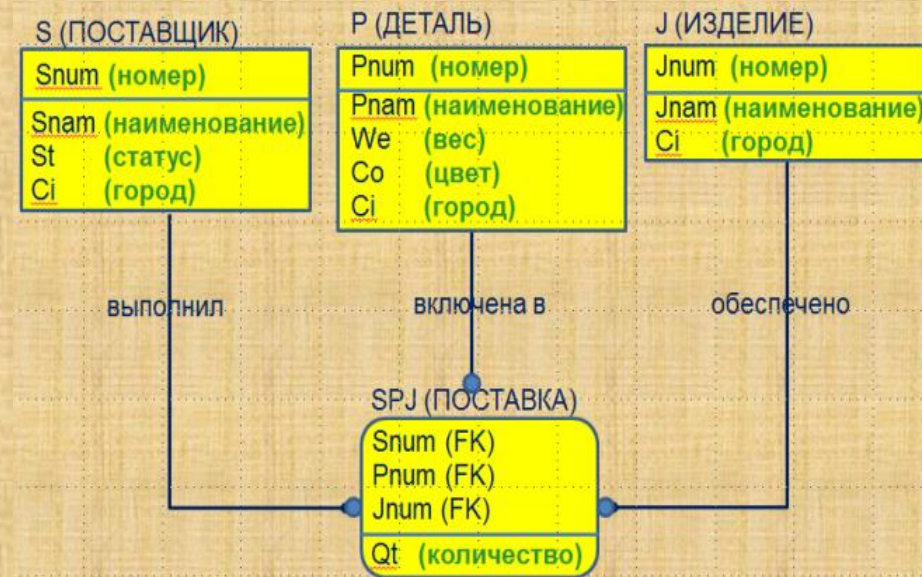 S (ПОСТАВЩИК)
Snum (номер)
Snam (наименование)
St (статус)
Ci (город)
P (ДЕТАЛЬ)
Pnum (номер)
Pnam (наименование)
We (вес)
Co (цвет)
Ci (город)
J (ИЗДЕЛИЕ)
Jnum (номер)
Jnam (наименование)
Ci (город)
выполнил
включена в
обеспечено
SPJ (ПОСТАВКА)
Snum (FK)
Pnum (FK)
Jnum (FK)
Qt (количество)